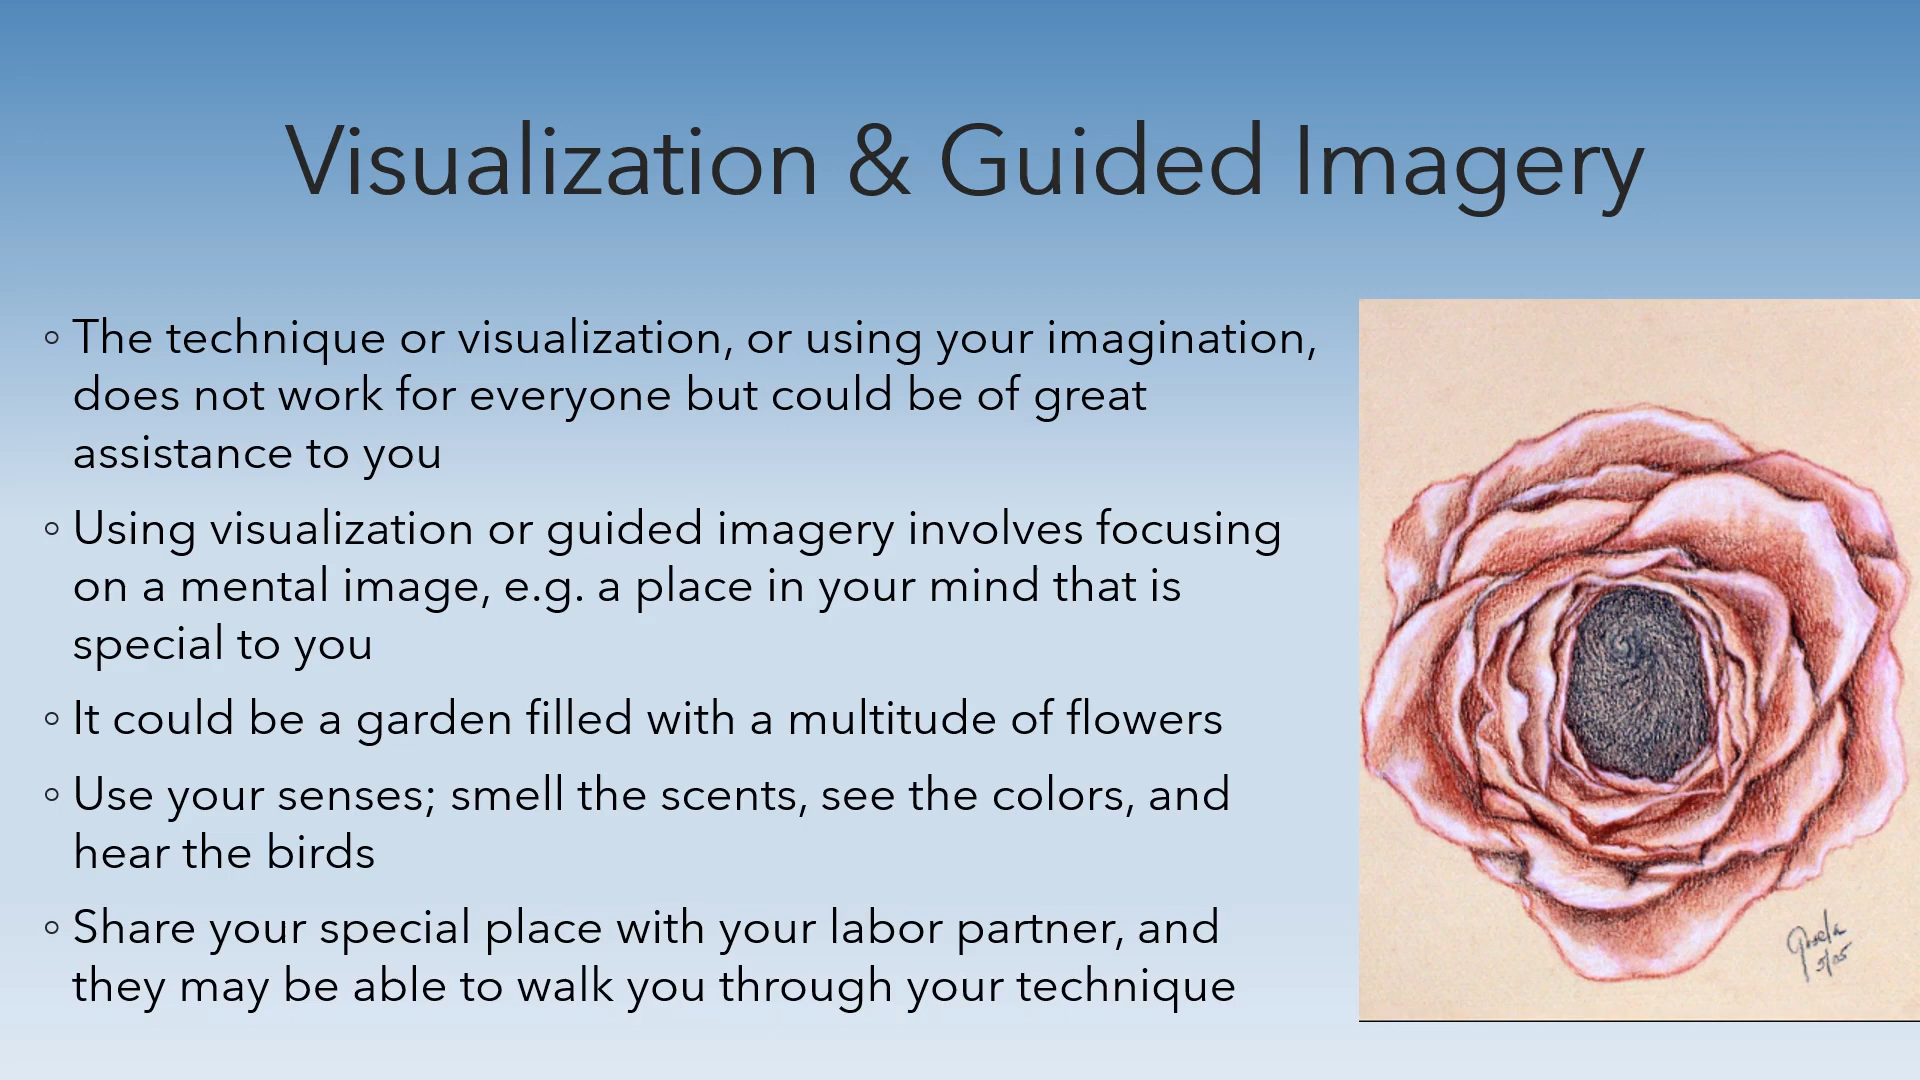 Visualization & Guided Imagery
◦ The technique or visualization, or using your imagination,
does not work for everyone but could be of great
assistance to you
◦ Using visualization or guided imagery involves focusing
on a mental image, e.g. a place in your mind that is
special to you
◦ It could be a garden filled with a multitude of flowers
◦ Use your senses; smell the scents, see the colors, and
hear the birds
◦ Share your special place with your labor partner, and
they may be able to walk you through your technique
5/05